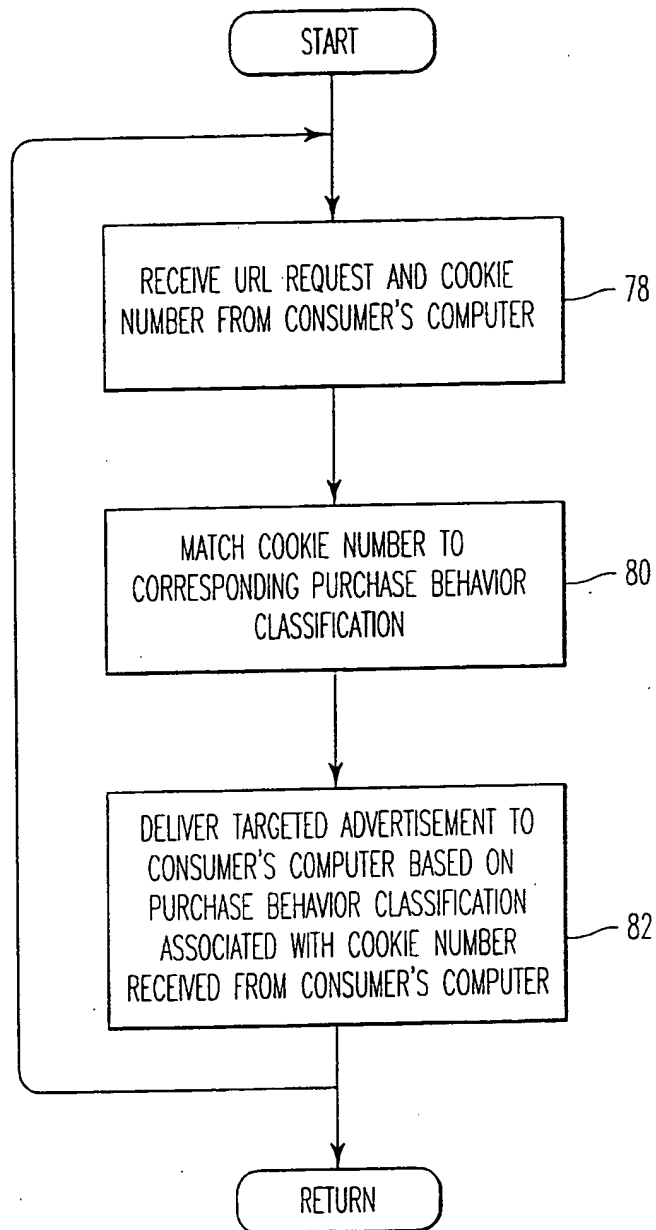 START
RECEIVE URL REQUEST AND COOKIE
NUMBER FROM CONSUMER'S COMPUTER
78
MATCH COOKIE NUMBER TO
CORRESPONDING PURCHASE BEHAVIOR
CLASSIFICATION
80
DELIVER TARGETED ADVERTISEMENT TO
CONSUMER'S COMPUTER BASED ON
PURCHASE BEHAVIOR CLASSIFICATION
ASSOCIATED WITH COOKIE NUMBER
RECEIVED FROM CONSUMER'S COMPUTER
82
RETURN